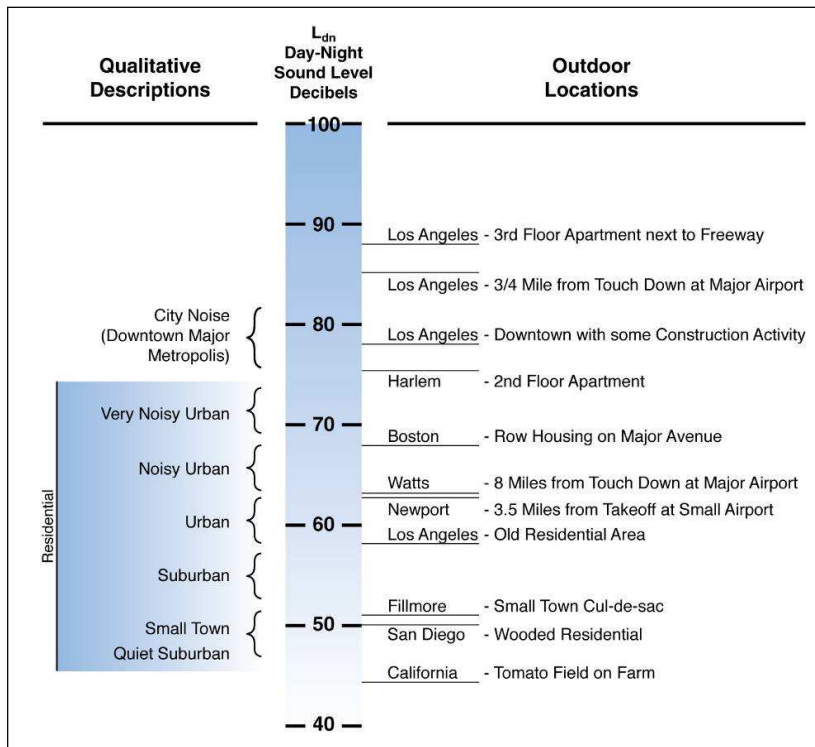 L_dn
Day-Night
Sound Level
Decibels
Qualitative
Descriptions
Outdoor
Locations
100
90
Los Angeles - 3rd Floor Apartment next to Freeway
Los Angeles - 3/4 Mile from Touch Down at Major Airport
City Noise
(Downtown Major
Metropolis)
80
Los Angeles - Downtown with some Construction Activity
Harlem - 2nd Floor Apartment
Very Noisy Urban
70
Boston - Row Housing on Major Avenue
Noisy Urban
Watts - 8 Miles from Touch Down at Major Airport
Newport - 3.5 Miles from Takeoff at Small Airport
Urban
60
Los Angeles - Old Residential Area
Residential
Suburban
Fillmore - Small Town Cul-de-sac
50
Small Town
San Diego - Wooded Residential
Quiet Suburban
California - Tomato Field on Farm
40